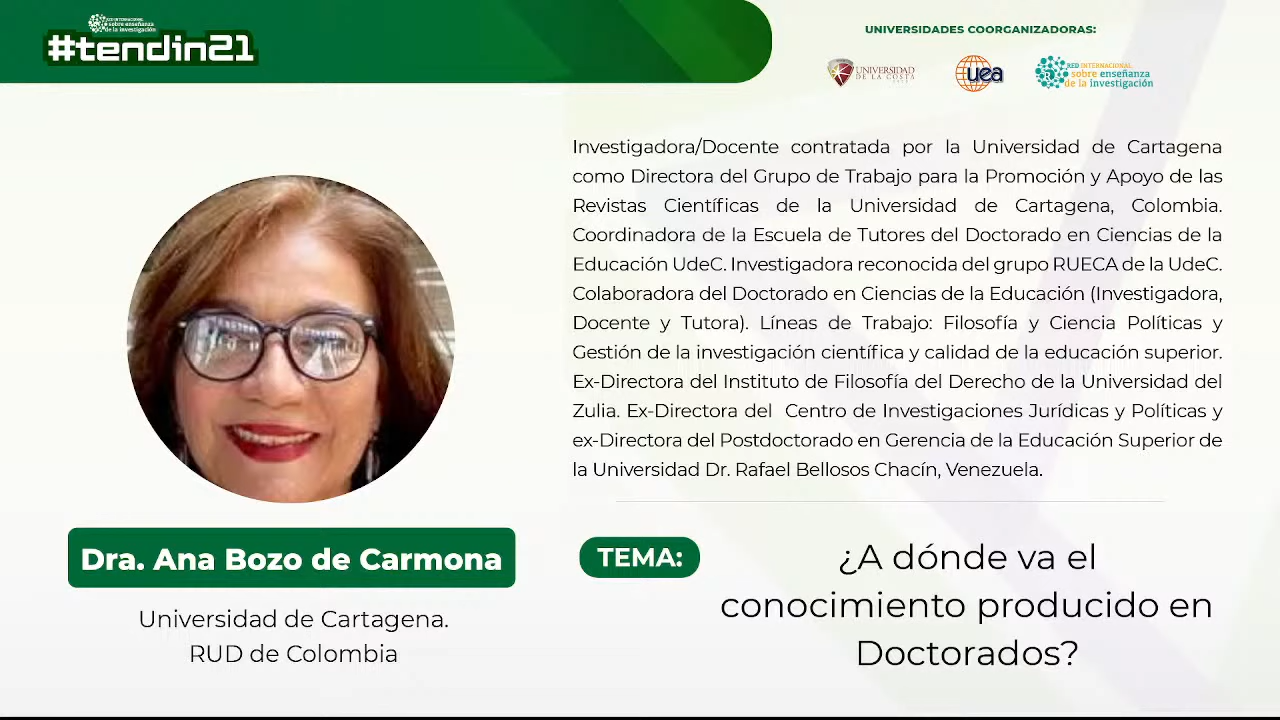 RED INTERNACIONAL
sobre enseñanza
de la investigación
#tendin21
UNIVERSIDADES COORGANIZADORAS:
UNIVERSIDAD
DE LA COSTA
uea
RED INTERNACIONAL
sobre enseñanza
de la investigación
Investigadora/Docente contratada por la Universidad de Cartagena
como Directora del Grupo de Trabajo para la Promoción y Apoyo de las
Revistas Científicas de la Universidad de Cartagena, Colombia.
Coordinadora de la Escuela de Tutores del Doctorado en Ciencias de la
Educación UdeC. Investigadora reconocida del grupo RUECA de la UdeC.
Colaboradora del Doctorado en Ciencias de la Educación (Investigadora,
Docente y Tutora). Líneas de Trabajo: Filosofía y Ciencia Políticas y
Gestión de la investigación científica y calidad de la educación superior.
Ex-Directora del Instituto de Filosofía del Derecho de la Universidad del
Zulia. Ex-Directora del Centro de Investigaciones Jurídicas y Políticas y
ex-Directora del Postdoctorado en Gerencia de la Educación Superior de
la Universidad Dr. Rafael Bellosos Chacín, Venezuela.
Dra. Ana Bozo de Carmona
Universidad de Cartagena.
RUD de Colombia
TEMA:
¿A dónde va el
conocimiento producido en
Doctorados?